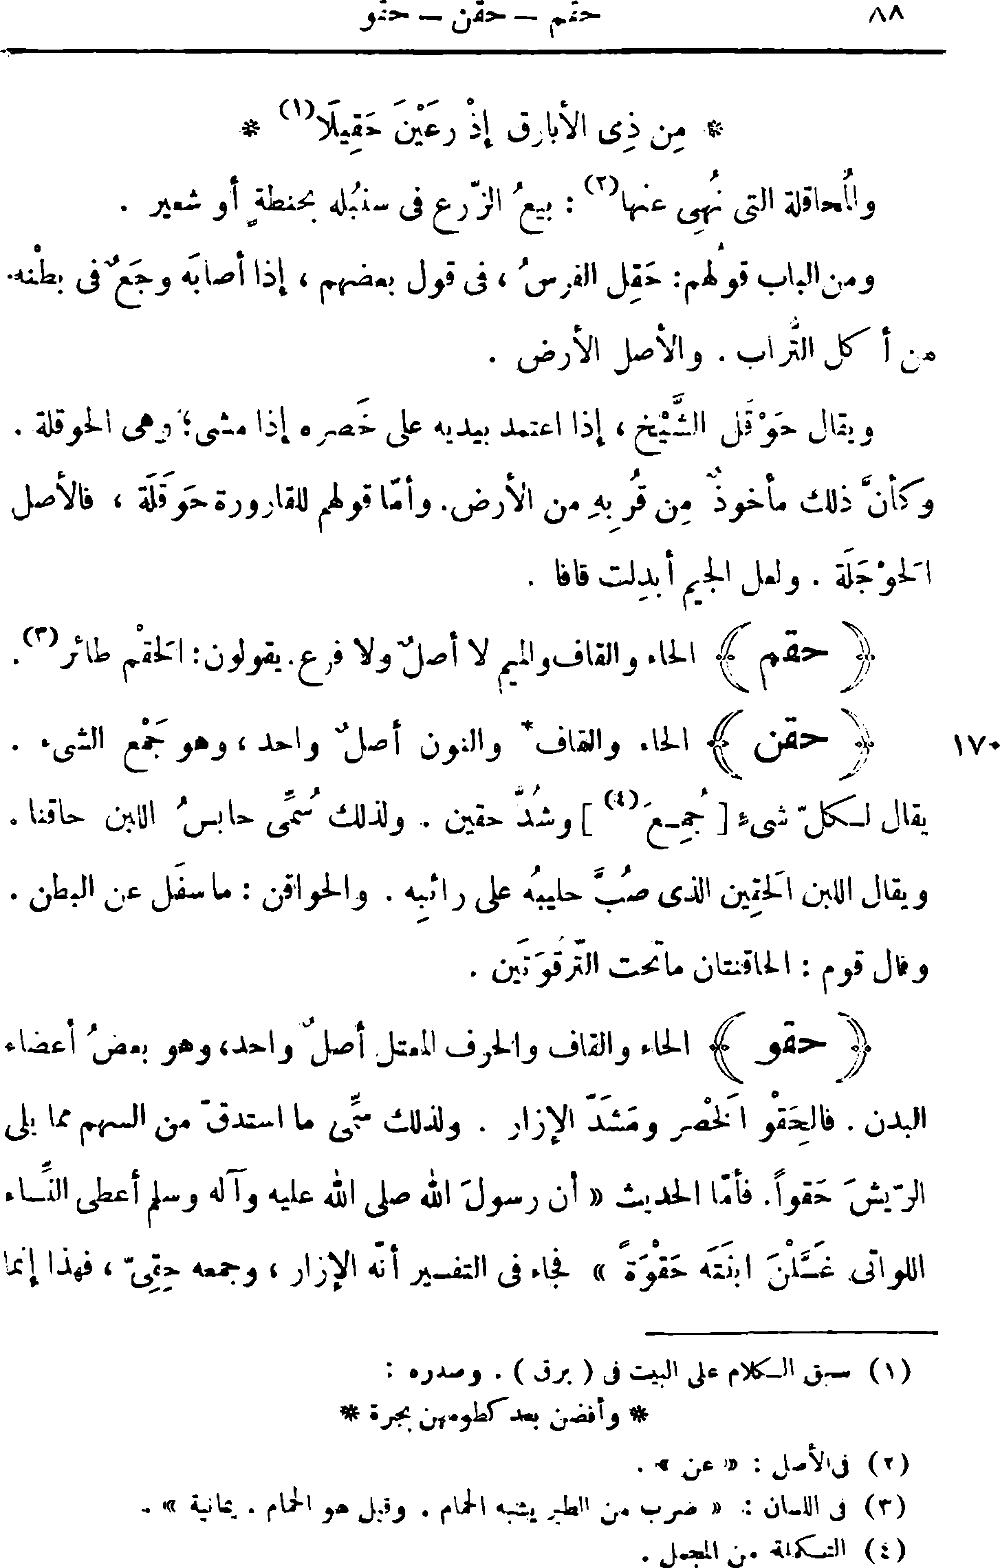 ٨٨ حقم – حقن – حقو
* مِن ذِى الأبارق إذْ رعَيْنَ حَقِيلَا(١) *
والمُحاقلة التى نُهِى عنها(٢) : بيعُ الزّرع فى سنبُله بحنطةٍ أو شعير .
ومن الباب قولُهم: حَقِل الفرسُ ، فى قول بعضهم ، إذا أصابَه وجَعٌ فى بطْنه
من أكل التُّراب . والأصل الأرض .
ويقال حَوْقَل الشَّيْخ ، إذا اعتمد بيديه على خَصره إذا مشى؛ وهى الحوقلة .
وكأنَّ ذلك مأخوذٌ مِن قُربِهِ من الأرض. وأمّا قولهم للقارورة حَوقَلَة ، فالأصل
الحَوْجَلَة . ولعل الجيم أبدِلت قافا .
﴿ حقم ﴾ الحاء والقاف والميم لا أصلٌ ولا فرع. يقولون: الحَقْم طائر(٣).
١٧٠ ﴿ حقن ﴾ الحاء والقاف* والنون أصلٌ واحد ، وهو جَمْع الشىء .
يقال لكلّ شىءٍ [ جُمِعَ(٤) ] وشُدَّ حقين . ولذلك سُمِّى حابسُ اللبن حاقنا .
ويقال اللبن الحَقِين الذى صُبَّ حليبُه على رائبِه . والحواقن : ما سفَل عن البطن .
وقال قوم : الحاقنتان ما تحت التَّرقُوَتَين .
﴿ حقو ﴾ الحاء والقاف والحرف المعتل أصلٌ واحد، وهو بعضُ أعضاء
البدن . فالحِقَْو الخَصْر ومَشَدّ الإزار . ولذلك سمِّى ما استدقّ من السهم مما يلى
الرّيشَ حَقواً. فأمّا الحديث « أن رسولَ الله صلى الله عليه وآله وسلم أعطى النِّساء
اللواتى غَسَّلْنَ ابنَتَه حَقْوَةً » فجاء فى التفسير أنّه الإزار ، وجمعه حِقِىّ ، فهذا إنما
(١) سبق الكلام على البيت فى ( برق ) . وصدره :
* وأفضن بعد كظومهن بجرة *
(٢) فى الأصل : « عن » .
(٣) فى اللسان : « ضرب من الطير يشبه الحمام . وقيل هو الحمام . يمانية » .
(٤) التكملة من المجمل .